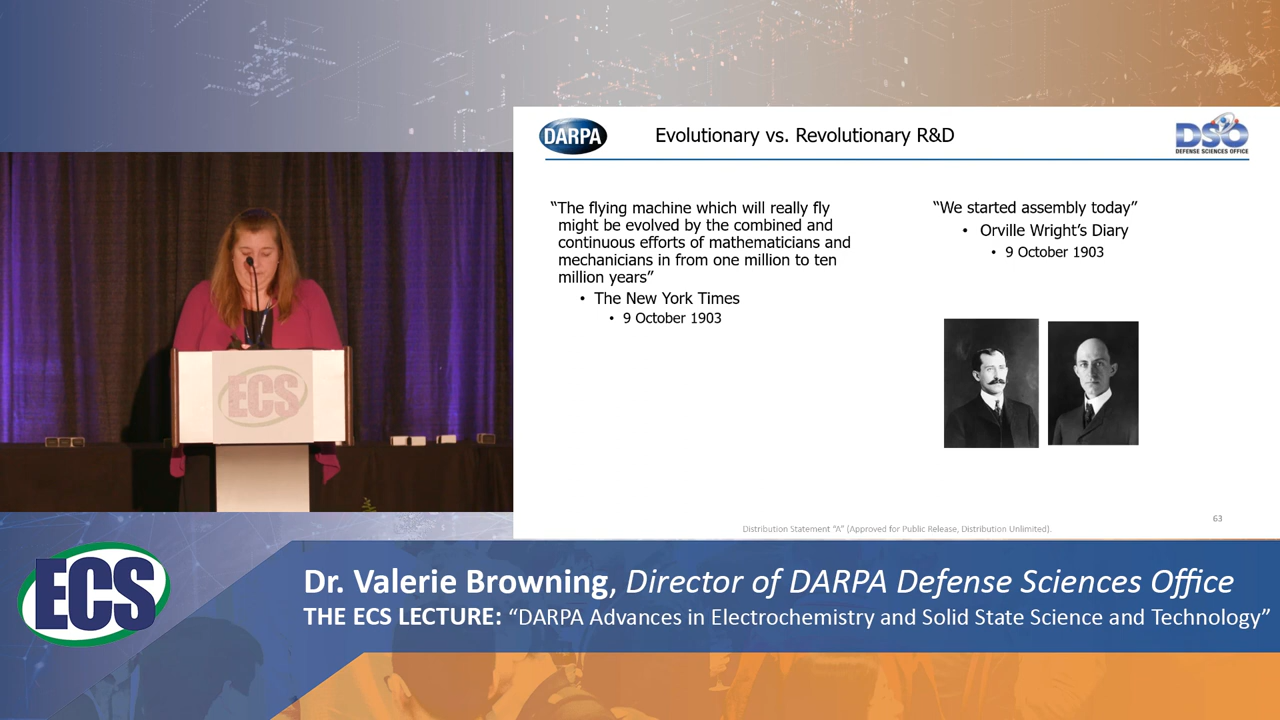 DARPA
Evolutionary vs. Revolutionary R&D
DSO
DEFENSE SCIENCES OFFICE
“The flying machine which will really fly
might be evolved by the combined and
continuous efforts of mathematicians and
mechanicians in from one million to ten
million years”
• The New York Times
• 9 October 1903
“We started assembly today”
• Orville Wright’s Diary
• 9 October 1903
ECS
63
Distribution Statement “A” (Approved for Public Release, Distribution Unlimited).
ECS
Dr. Valerie Browning, Director of DARPA Defense Sciences Office
THE ECS LECTURE: “DARPA Advances in Electrochemistry and Solid State Science and Technology”